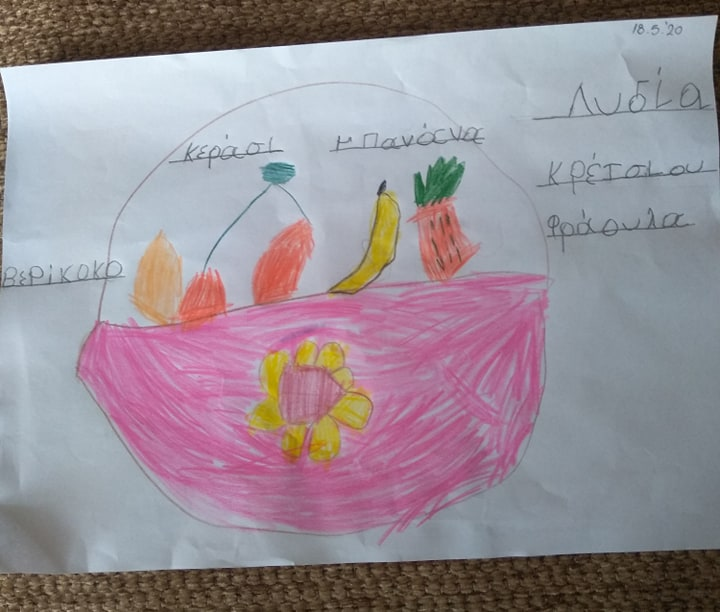 18.5.'20
Λυδία
Κεράσι
Μπανάνα
Κρέτσιου
Φράουλα
Βερίκοκο